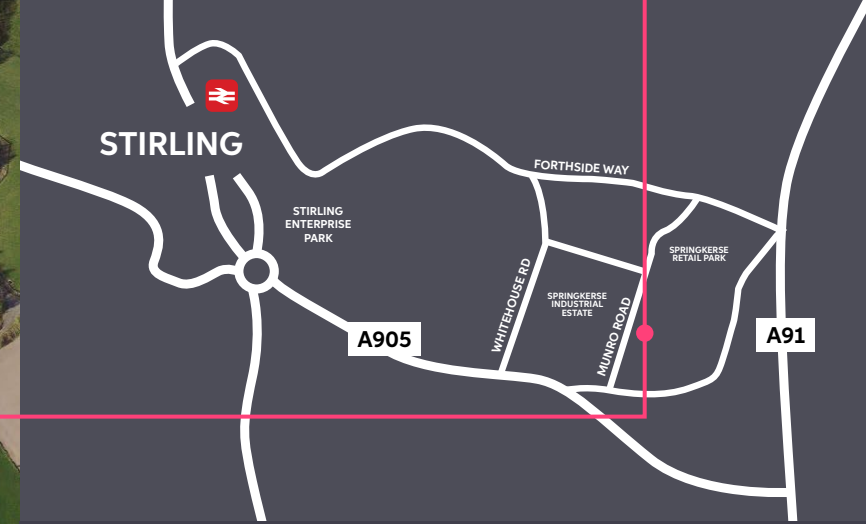 STIRLING
FORTHSIDE WAY
STIRLING
ENTERPRISE
PARK
SPRINGKERSE
RETAIL PARK
WHITEHOUSE RD
SPRINGKERSE
INDUSTRIAL
ESTATE
MUNRO ROAD
A905
A91